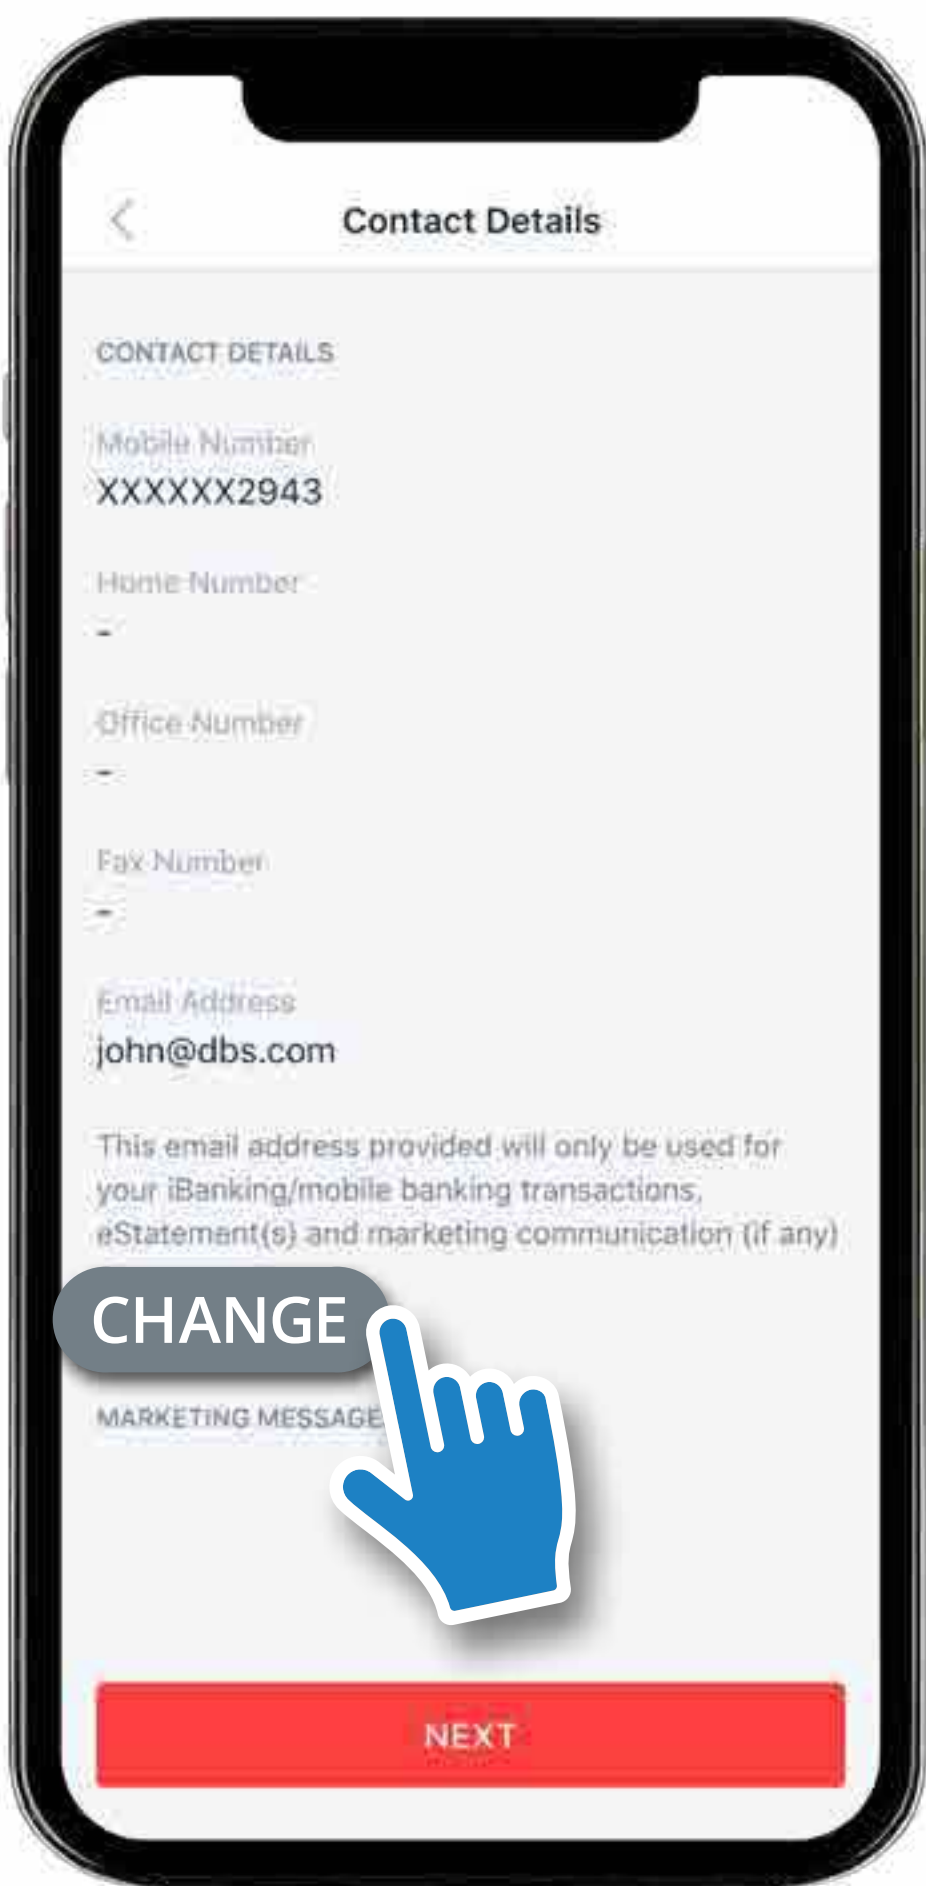 Contact Details
CONTACT DETAILS
Mobile Number
XXXXXX2943
Home Number
-
Office Number
-
Fax Number
-
Email Address
john@dbs.com
This email address provided will only be used for
your iBanking/mobile banking transactions,
eStatement(s) and marketing communication (if any)
CHANGE
MARKETING MESSAGE
NEXT